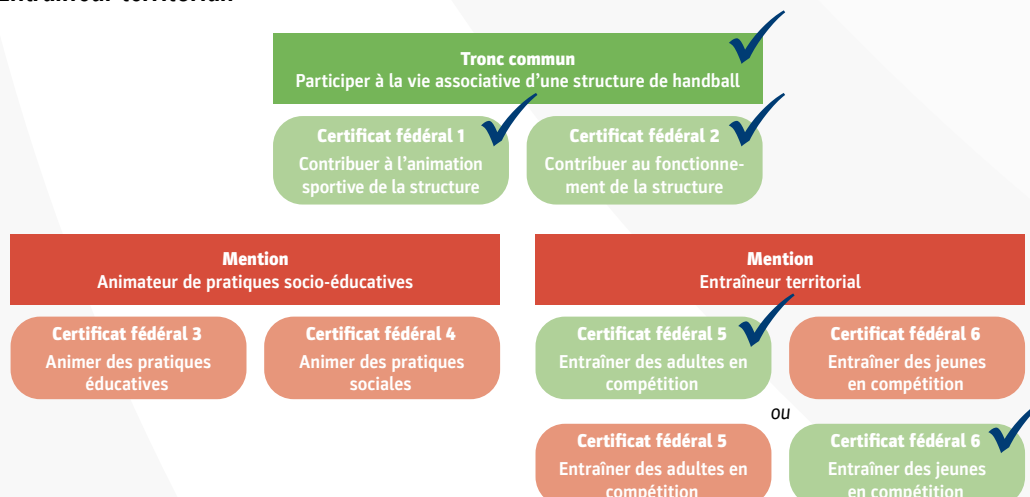 Tronc commun
Participer à la vie associative d'une structure de handball
Certificat fédéral 1
Contribuer à l'animation
sportive de la structure
Certificat fédéral 2
Contribuer au fonctionne-
ment de la structure
Mention
Animateur de pratiques socio-éducatives
Mention
Entraîneur territorial
Certificat fédéral 3
Animer des pratiques
éducatives
Certificat fédéral 4
Animer des pratiques
sociales
Certificat fédéral 5
Entraîner des adultes en
compétition
Certificat fédéral 6
Entraîner des jeunes
en compétition
ou
Certificat fédéral 5
Entraîner des adultes en
compétition
Certificat fédéral 6
Entraîner des jeunes
en compétition